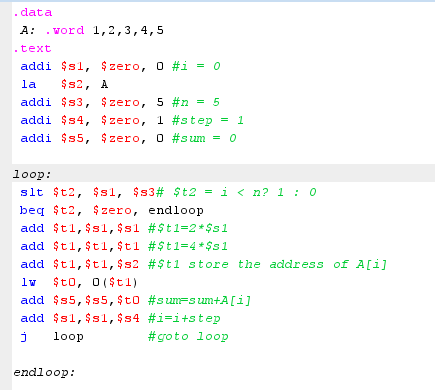 .data
A: .word 1,2,3,4,5
.text
addi $s1, $zero, 0 #i = 0
la $s2, A
addi $s3, $zero, 5 #n = 5
addi $s4, $zero, 1 #step = 1
addi $s5, $zero, 0 #sum = 0
loop:
slt $t2, $s1, $s3# $t2 = i < n? 1 : 0
beq $t2, $zero, endloop
add $t1,$s1,$s1 #$t1=2*$s1
add $t1,$t1,$t1 #$t1=4*$s1
add $t1,$t1,$s2 #$t1 store the address of A[i]
lw $t0, 0($t1)
add $s5,$s5,$t0 #sum=sum+A[i]
add $s1,$s1,$s4 #i=i+step
j loop #goto loop
endloop: